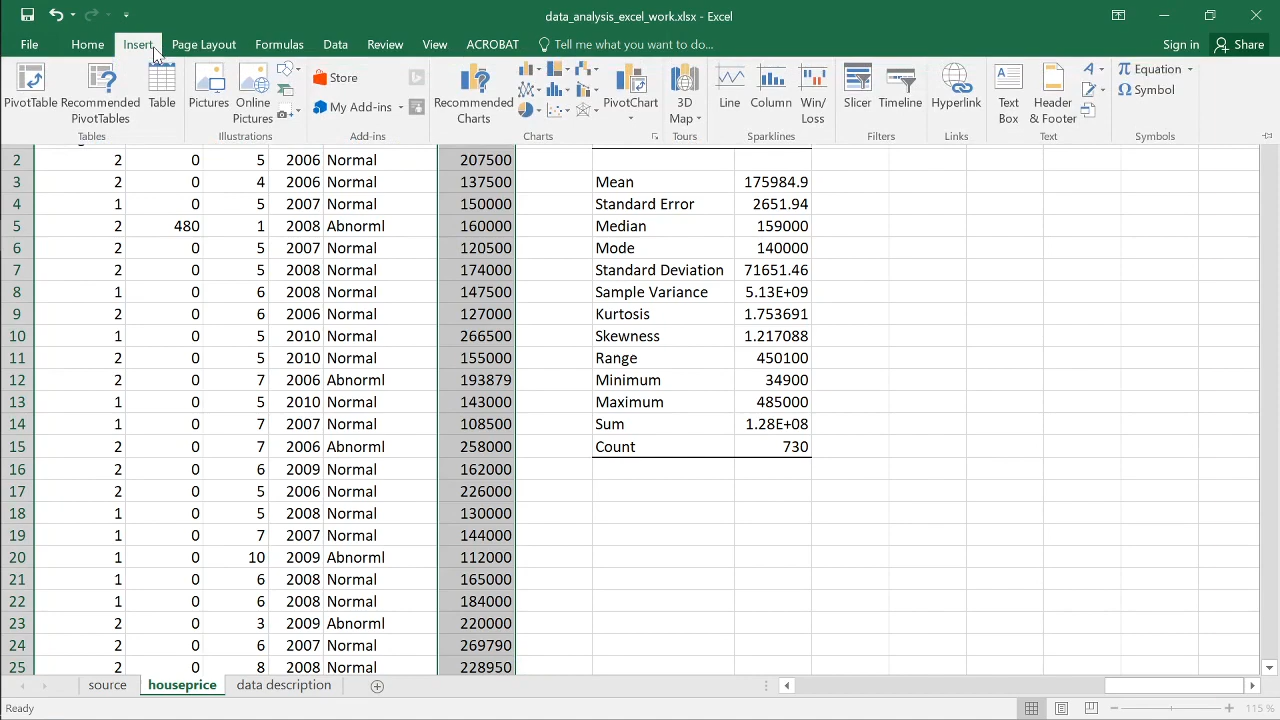 data_analysis_excel_work.xlsx - Excel
File Home Insert Page Layout Formulas Data Review View ACROBAT Tell me what you want to do... Sign in Share
PivotTable Recommended PivotTables Table Pictures Online Pictures Store My Add-ins Recommended Charts PivotChart 3D Map Line Column Win/ Loss Slicer Timeline Hyperlink Text Box Header & Footer Equation Symbol
Tables Illustrations Add-ins Charts Tours Sparklines Filters Links Text Symbols
2 2 0 5 2006 Normal 207500
3 2 0 4 2006 Normal 137500 Mean 175984.9
4 1 0 5 2007 Normal 150000 Standard Error 2651.94
5 2 480 1 2008 Abnorml 160000 Median 159000
6 2 0 5 2007 Normal 120500 Mode 140000
7 2 0 5 2008 Normal 174000 Standard Deviation 71651.46
8 1 0 6 2008 Normal 147500 Sample Variance 5.13E+09
9 2 0 6 2006 Normal 127000 Kurtosis 1.753691
10 1 0 5 2010 Normal 266500 Skewness 1.217088
11 2 0 5 2010 Normal 155000 Range 450100
12 2 0 7 2006 Abnorml 193879 Minimum 34900
13 1 0 5 2010 Normal 143000 Maximum 485000
14 1 0 7 2007 Normal 108500 Sum 1.28E+08
15 2 0 7 2006 Abnorml 258000 Count 730
16 2 0 6 2009 Normal 162000
17 2 0 5 2006 Normal 226000
18 1 0 5 2008 Normal 130000
19 1 0 7 2007 Normal 144000
20 1 0 10 2009 Abnorml 112000
21 1 0 6 2008 Normal 165000
22 1 0 6 2008 Normal 184000
23 2 0 3 2009 Abnorml 220000
24 2 0 6 2007 Normal 269790
25 2 0 8 2008 Normal 228950
source houseprice data description
Ready 115 %